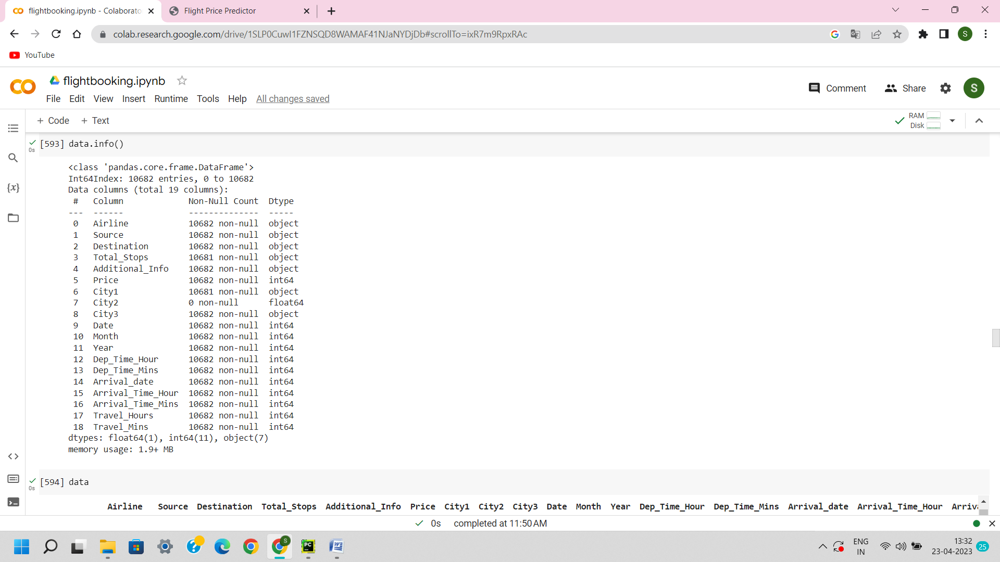 flightbooking.ipynb - Colaborato
Flight Price Predictor
colab.research.google.com/drive/1SLP0CuwI1FZNSQD8WAMAF41NJaNYDjDb#scrollTo=ixR7m9RpxRAc
S
YouTube
flightbooking.ipynb
File Edit View Insert Runtime Tools Help All changes saved
Comment Share S
+ Code + Text
RAM
Disk
{x}
[593] data.info()
0s
<class 'pandas.core.frame.DataFrame'>
Int64Index: 10682 entries, 0 to 10682
Data columns (total 19 columns):
# Column Non-Null Count Dtype
--- ------ -------------- -----
0 Airline 10682 non-null object
1 Source 10682 non-null object
2 Destination 10682 non-null object
3 Total_Stops 10681 non-null object
4 Additional_Info 10682 non-null object
5 Price 10682 non-null int64
6 City1 10681 non-null object
7 City2 0 non-null float64
8 City3 10682 non-null object
9 Date 10682 non-null int64
10 Month 10682 non-null int64
11 Year 10682 non-null int64
12 Dep_Time_Hour 10682 non-null int64
13 Dep_Time_Mins 10682 non-null int64
14 Arrival_date 10682 non-null int64
15 Arrival_Time_Hour 10682 non-null int64
16 Arrival_Time_Mins 10682 non-null int64
17 Travel_Hours 10682 non-null int64
18 Travel_Mins 10682 non-null int64
dtypes: float64(1), int64(11), object(7)
memory usage: 1.9+ MB
[594] data
0s
Airline Source Destination Total_Stops Additional_Info Price City1 City2 City3 Date Month Year Dep_Time_Hour Dep_Time_Mins Arrival_date Arrival_Time_Hour Arriva
0s completed at 11:50 AM
ENG
IN
13:32
23-04-2023
25